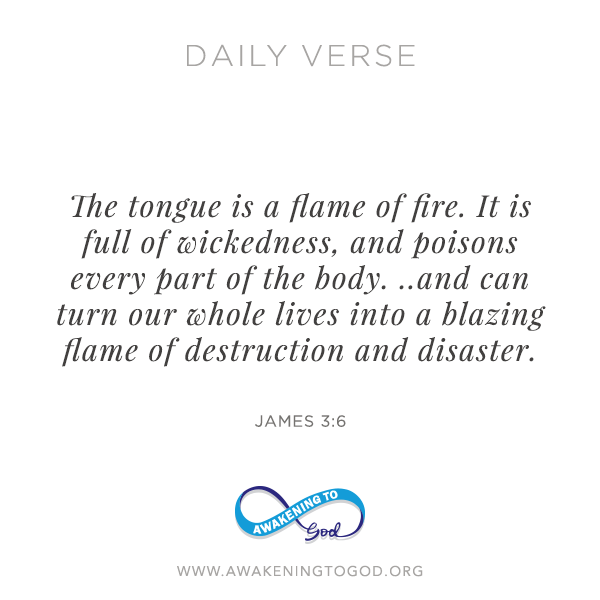 DAILY VERSE
The tongue is a flame of fire. It is
full of wickedness, and poisons
every part of the body. ..and can
turn our whole lives into a blazing
flame of destruction and disaster.
JAMES 3:6
AWAKENING TO
God
WWW.AWAKENINGTOGOD.ORG